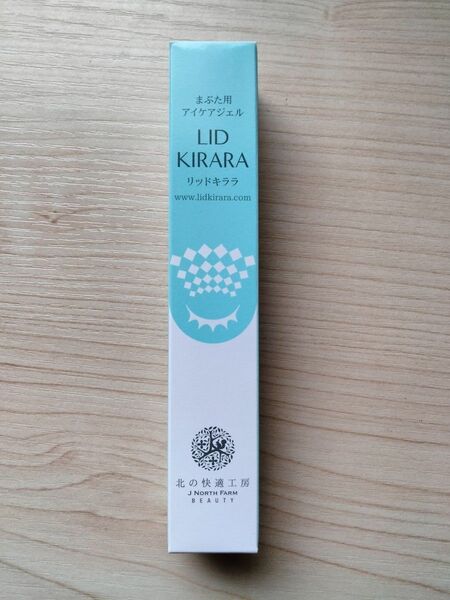 まぶた用
アイケアジェル
LID
KIRARA
リッドキララ
www.lidkirara.com
北の快適工房
J NORTH FARM
BEAUTY